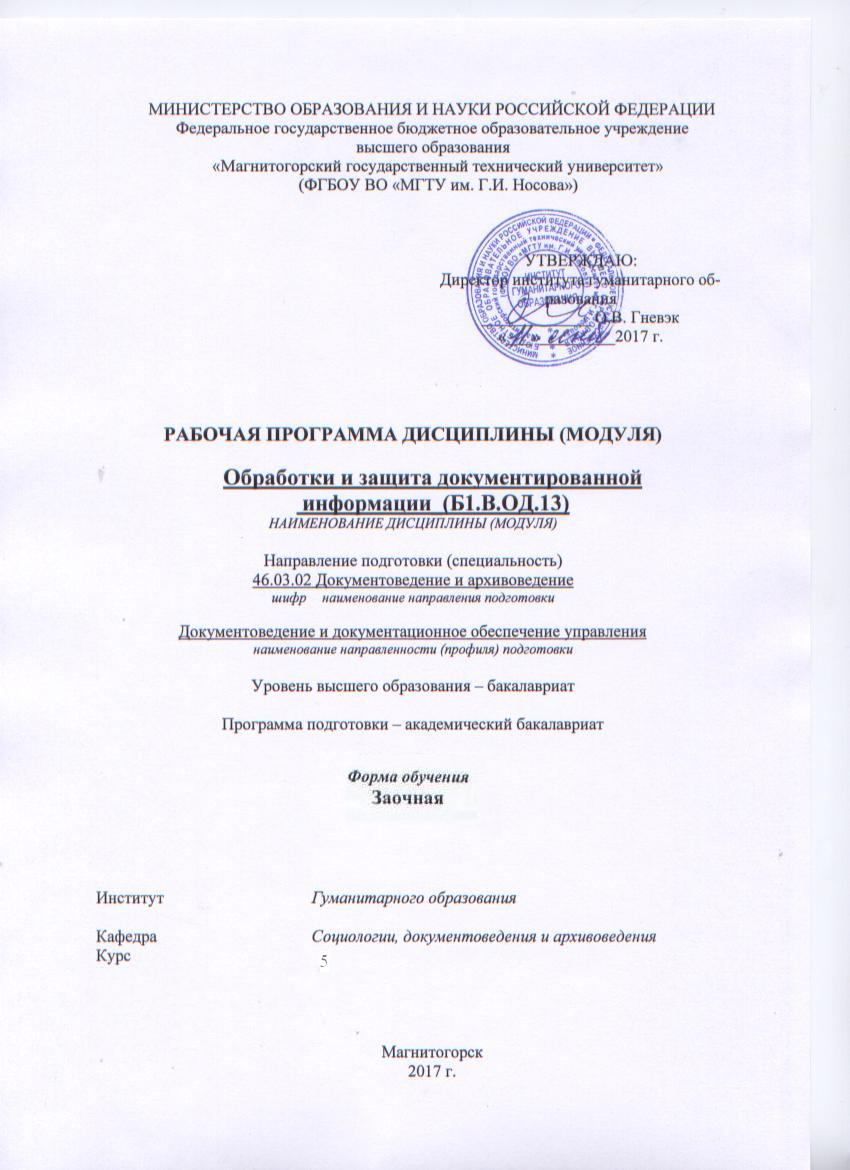 МИНИСТЕРСТВО ОБРАЗОВАНИЯ И НАУКИ РОССИЙСКОЙ ФЕДЕРАЦИИ
Федеральное государственное бюджетное образовательное учреждение
высшего образования
«Магнитогорский государственный технический университет»
(ФГБОУ ВО «МГТУ им. Г.И. Носова»)
УТВЕРЖДАЮ:
Директор института гуманитарного об-
разования
О.В. Гневэк
2017 г.
ИНСТИТУТ
ГУМАНИТАРНОГО
ОБРАЗОВАНИЯ
РАБОЧАЯ ПРОГРАММА ДИСЦИПЛИНЫ (МОДУЛЯ)
Обработки и защита документированной
информации (Б1.В.ОД.13)
НАИМЕНОВАНИЕ ДИСЦИПЛИНЫ (МОДУЛЯ)
Направление подготовки (специальность)
46.03.02 Документоведение и архивоведение
шифр наименование направления подготовки
Документоведение и документационное обеспечение управления
наименование направленности (профиля) подготовки
Уровень высшего образования – бакалавриат
Программа подготовки – академический бакалавриат
Форма обучения
Заочная
Институт Гуманитарного образования
Кафедра Социологии, документоведения и архивоведения
Курс 5
Магнитогорск
2017 г.